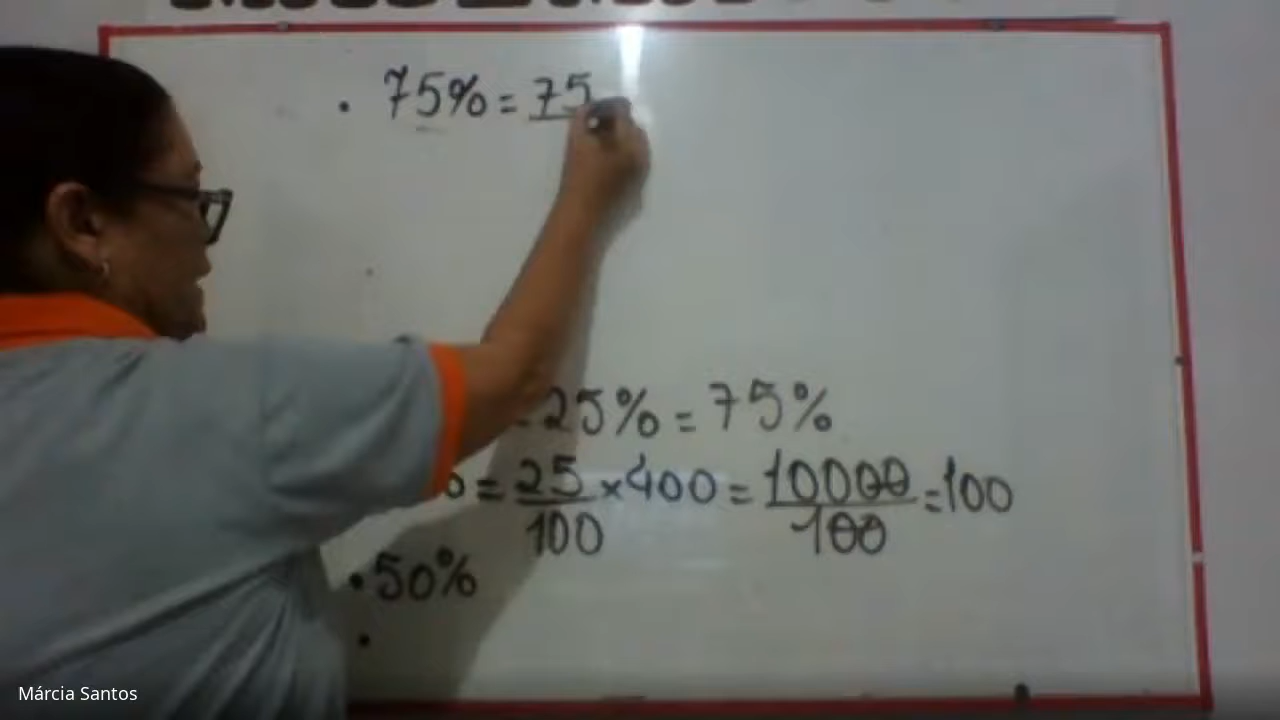 . 75% = 75
25% = 75%
= 25/100 × 400 = 10000/100 = 100
• 50%
•
Márcia Santos